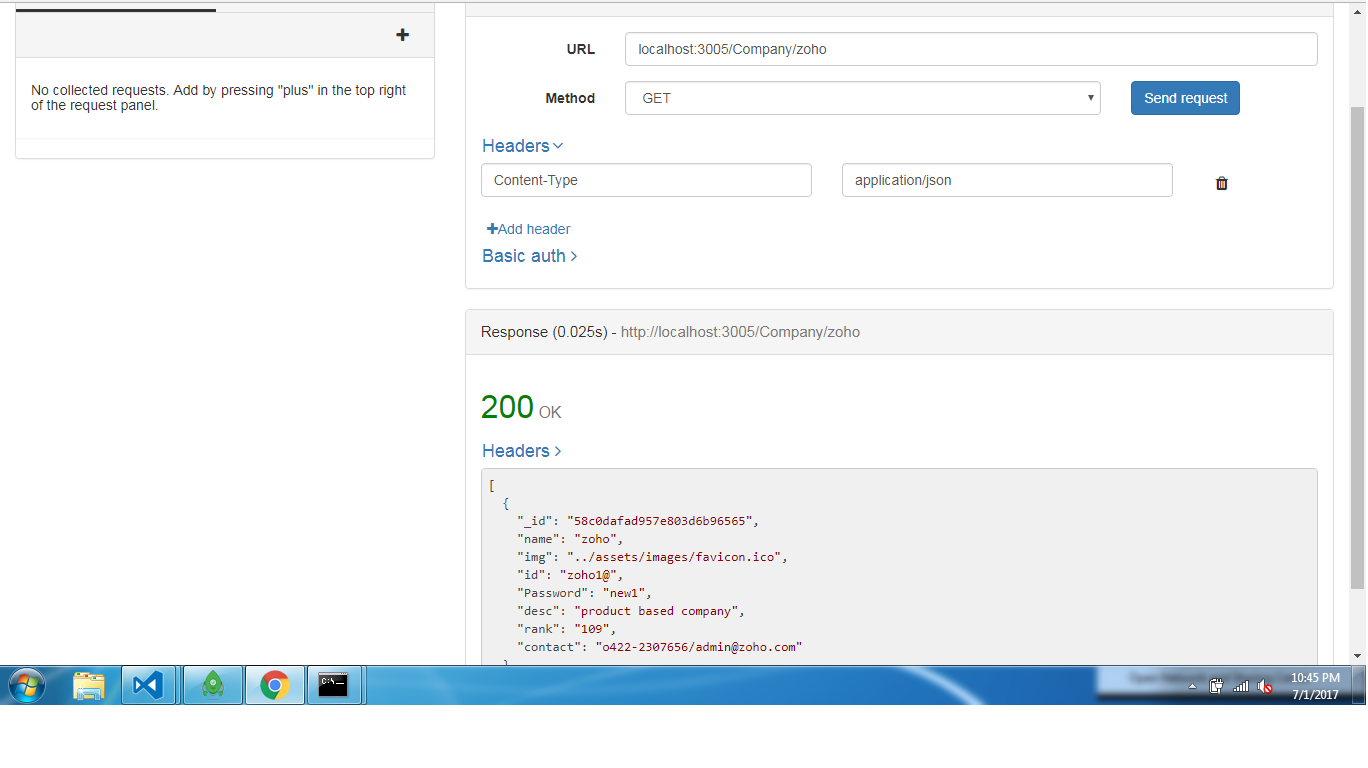 URL
localhost:3005/Company/zoho
No collected requests. Add by pressing "plus" in the top right
of the request panel.
Method
GET
Send request
Headers
Content-Type
application/json
Add header
Basic auth
Response (0.025s) - http://localhost:3005/Company/zoho
200 OK
Headers
[
{
"_id": "58c0dafad957e803d6b96565",
"name": "zoho",
"img": "../assets/images/favicon.ico",
"id": "zoho1@",
"Password": "new1",
"desc": "product based company",
"rank": "109",
"contact": "o422-2307656/admin@zoho.com"
}
C:\_
10:45 PM
7/1/2017